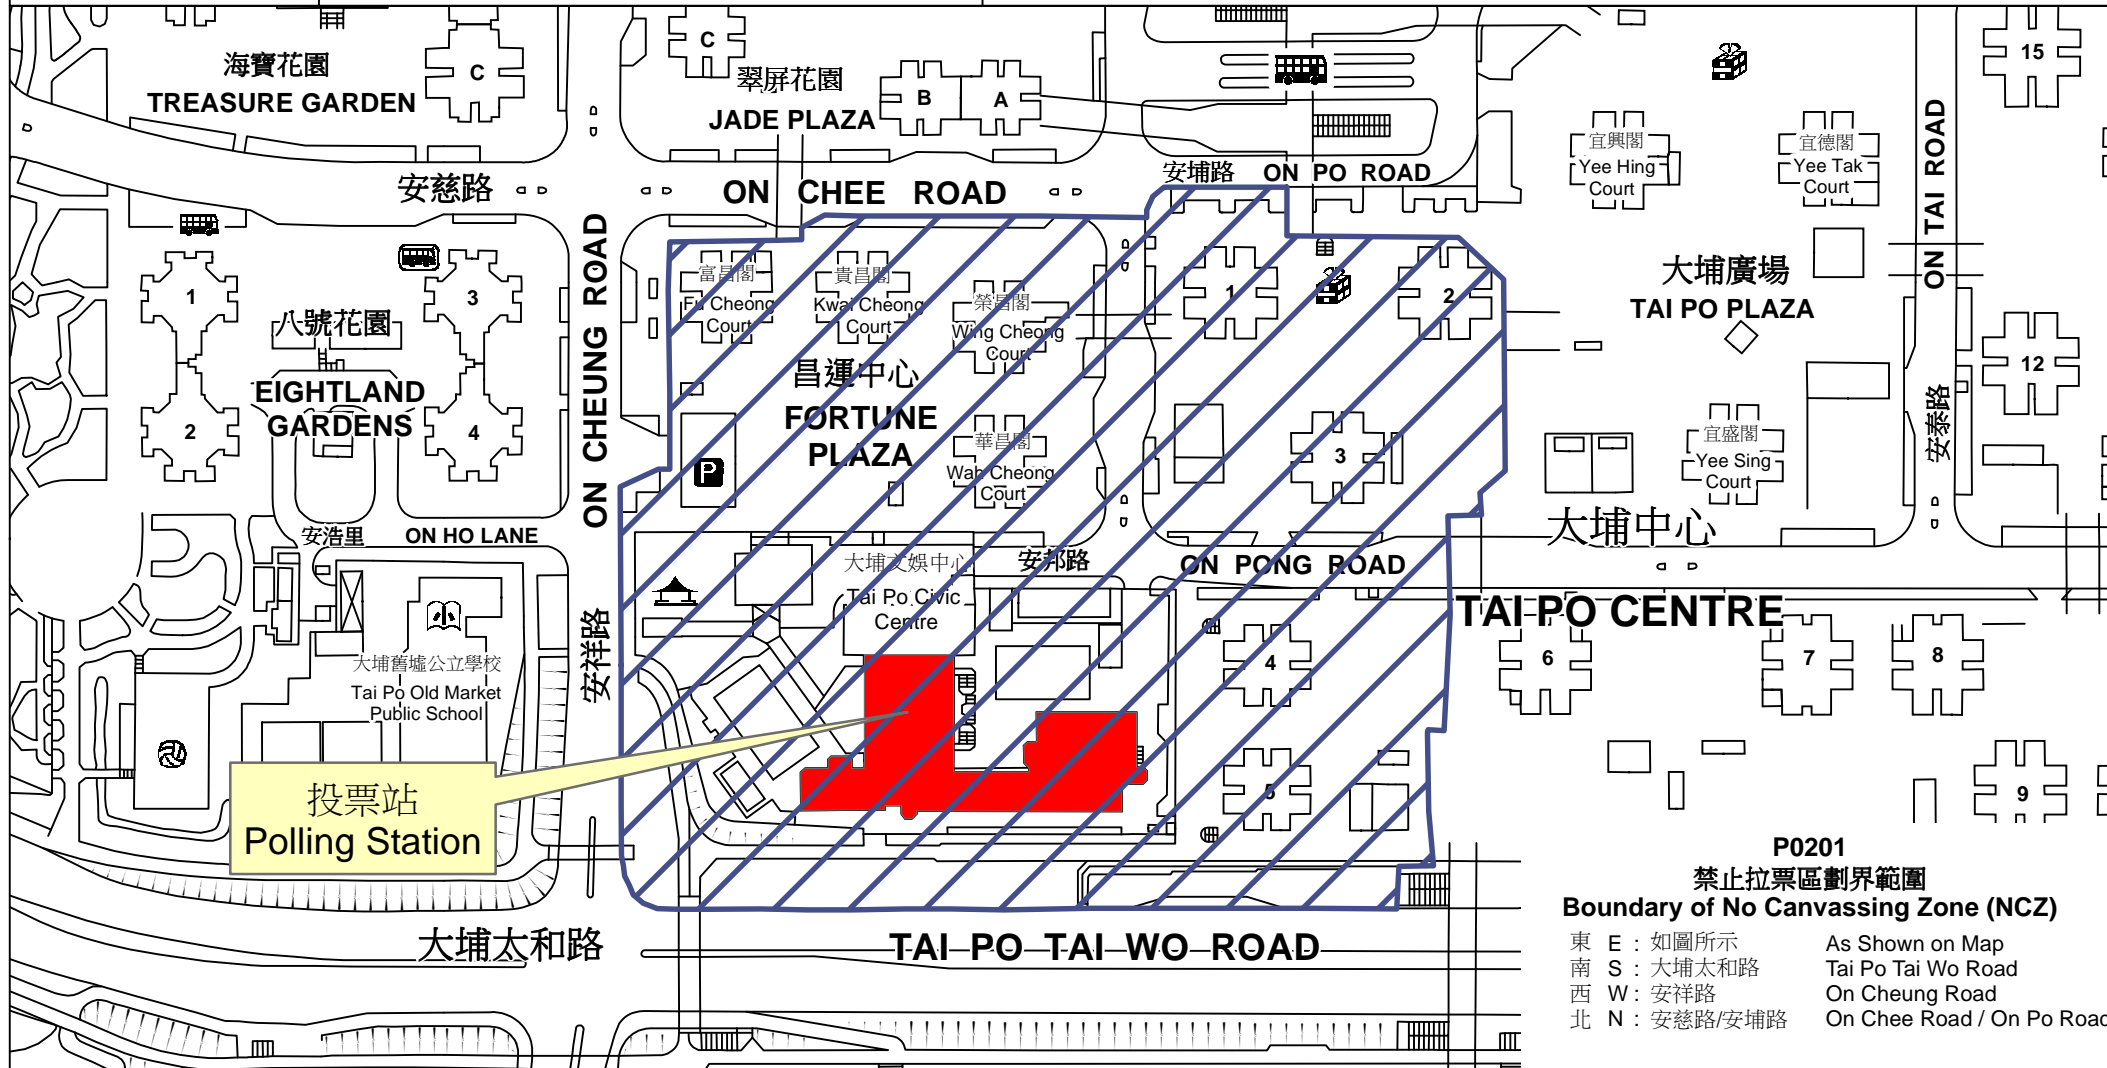 海寶花園
TREASURE GARDEN
C
C
翠屏花園
JADE PLAZA
B
A
15
宜興閣
Yee Hing
Court
宜德閣
Yee Tak
Court
ON TAI ROAD
安泰路
安慈路
ON CHEE ROAD
安埔路 ON PO ROAD
ON CHEUNG ROAD
安祥路
1
2
3
4
八號花園
EIGHTLAND
GARDENS
富昌閣
Fu Cheong
Court
貴昌閣
Kwai Cheong
Court
榮昌閣
Wing Cheong
Court
昌運中心
FORTUNE
PLAZA
華昌閣
Wah Cheong
Court
P
1
2
3
大埔廣場
TAI PO PLAZA
12
宜盛閣
Yee Sing
Court
安浩里
ON HO LANE
大埔文娛中心
Tai Po Civic
Centre
安邦路
ON PONG ROAD
大埔中心
TAI PO CENTRE
大埔舊墟公立學校
Tai Po Old Market
Public School
4
5
6
7
8
9
投票站
Polling Station
大埔太和路
TAI PO TAI WO ROAD
P0201
禁止拉票區劃界範圍
Boundary of No Canvassing Zone (NCZ)
東 E : 如圖所示 As Shown on Map
南 S : 大埔太和路 Tai Po Tai Wo Road
西 W : 安祥路 On Cheung Road
北 N : 安慈路/安埔路 On Chee Road / On Po Road